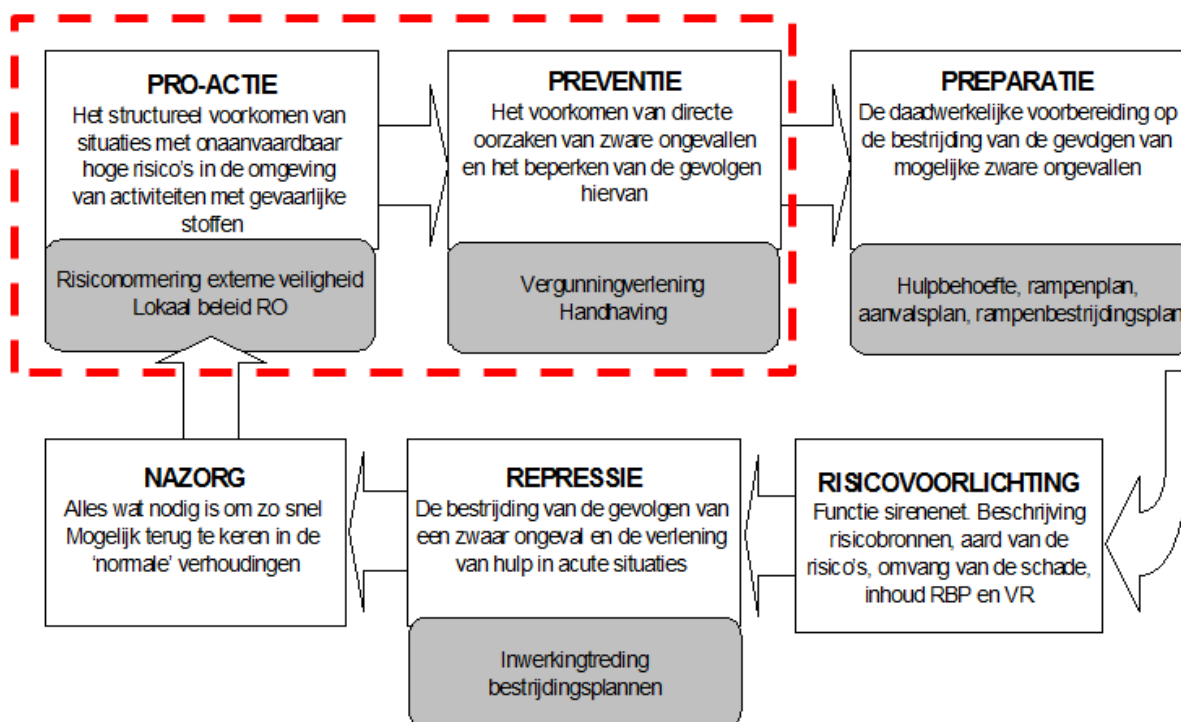 PRO-ACTIE
Het structureel voorkomen van
situaties met onaanvaardbaar
hoge risico's in de omgeving
van activiteiten met gevaarlijke
stoffen
Risiconormering externe veiligheid
Lokaal beleid RO
PREVENTIE
Het voorkomen van directe
oorzaken van zware ongevallen
en het beperken van de gevolgen
hiervan
Vergunningverlening
Handhaving
PREPARATIE
De daadwerkelijke voorbereiding op
de bestrijding van de gevolgen van
mogelijke zware ongevallen
Hulpbehoefte, rampenplan,
aanvalsplan, rampenbestrijdingsplan
RISICOVOORLICHTING
Functie sirenenet. Beschrijving
risicobronnen, aard van de
risico's, omvang van de schade,
inhoud RBP en VR
REPRESSIE
De bestrijding van de gevolgen van
een zwaar ongeval en de verlening
van hulp in acute situaties
Inwerkingtreding
bestrijdingsplannen
NAZORG
Alles wat nodig is om zo snel
Mogelijk terug te keren in de
'normale' verhoudingen